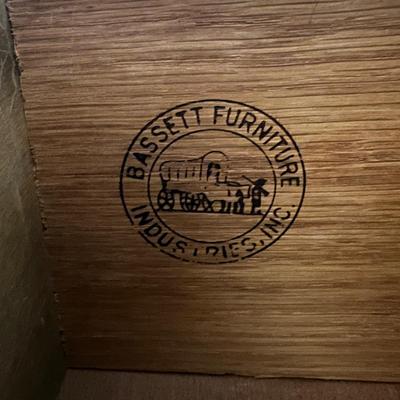 BASSETT FURNITURE
INDUSTRIES, INC.